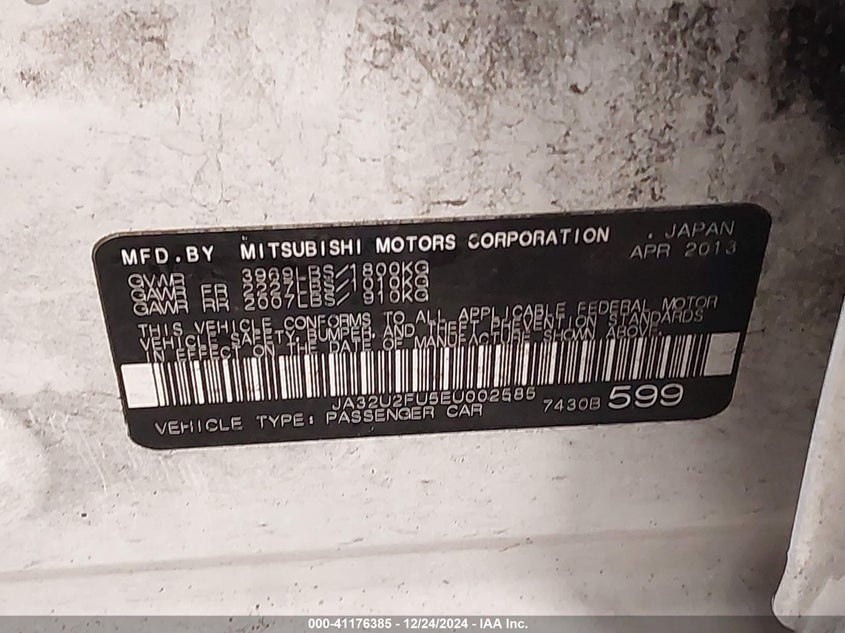 MFD.BY MITSUBISHI MOTORS CORPORATION . JAPAN
APR 2013
GVWR 3969LBS/1800KG
GAWR FR 2227LBS/1010KG
GAWR RR 2007LBS/ 910KG
THIS VEHICLE CONFORMS TO ALL APPLICABLE FEDERAL MOTOR
VEHICLE SAFETY, BUMPER, AND THEFT PREVENTION STANDARDS
IN EFFECT ON THE DATE OF MANUFACTURE SHOWN ABOVE.
JA32U2FU5EU002585
VEHICLE TYPE: PASSENGER CAR 7430B 599
000-41176385 - 12/24/2024 - IAA Inc.